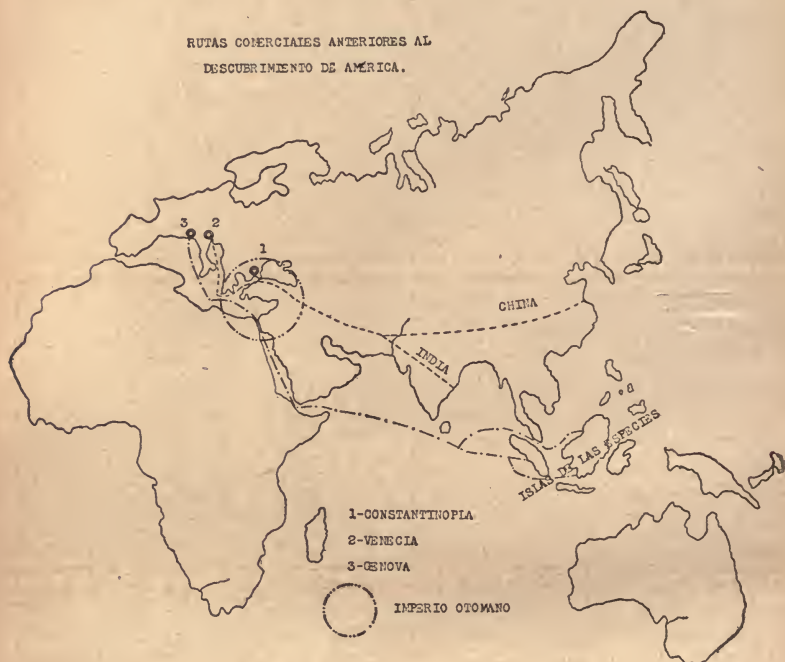 RUTAS COMERCIALES ANTERIORES AL
DESCUBRIMIENTO DE AMÉRICA.
3 2
1
CHINA
INDIA
ISLAS DE LAS ESPECIES
1-CONSTANTINOPLA
2-VENECIA
3-GENOVA
IMPERIO OTOMANO